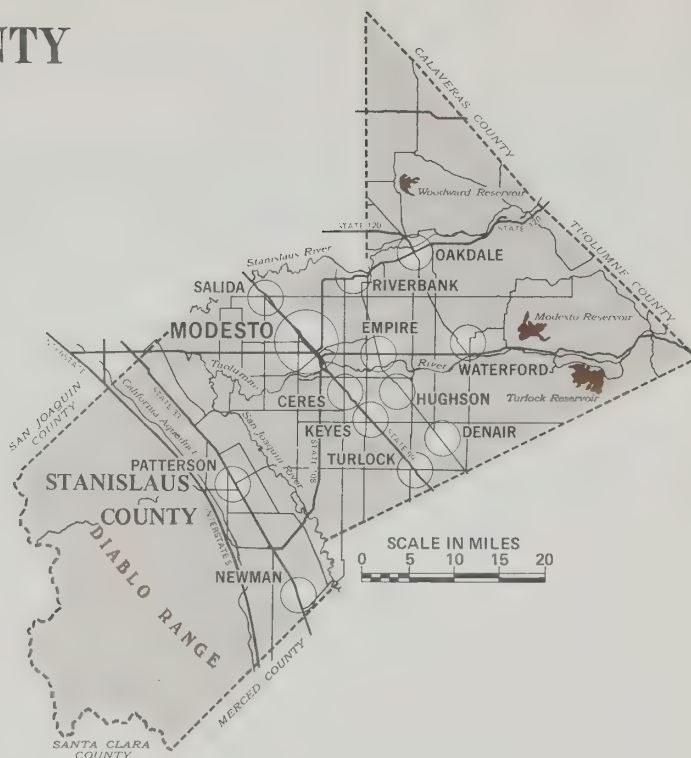 NTY
CALAVERAS COUNTY
Woodward Reservoir
STATE 120
STATE 120
TUOLUMNE COUNTY
Stanislaus River
OAKDALE
SALIDA
RIVERBANK
MODESTO
EMPIRE
Modesto Reservoir
Tuolumne
River
WATERFORD
Turlock Reservoir
CERES
HUGHSON
SAN JOAQUIN
COUNTY
California Aqueduct
STATE 33
San Joaquin River
KEYES
STATE 99
DENAIR
PATTERSON
TURLOCK
STANISLAUS
COUNTY
INTERSTATE 5
DIABLO RANGE
NEWMAN
SCALE IN MILES
0 5 10 20
MERCED COUNTY
SANTA CLARA
COUNTY